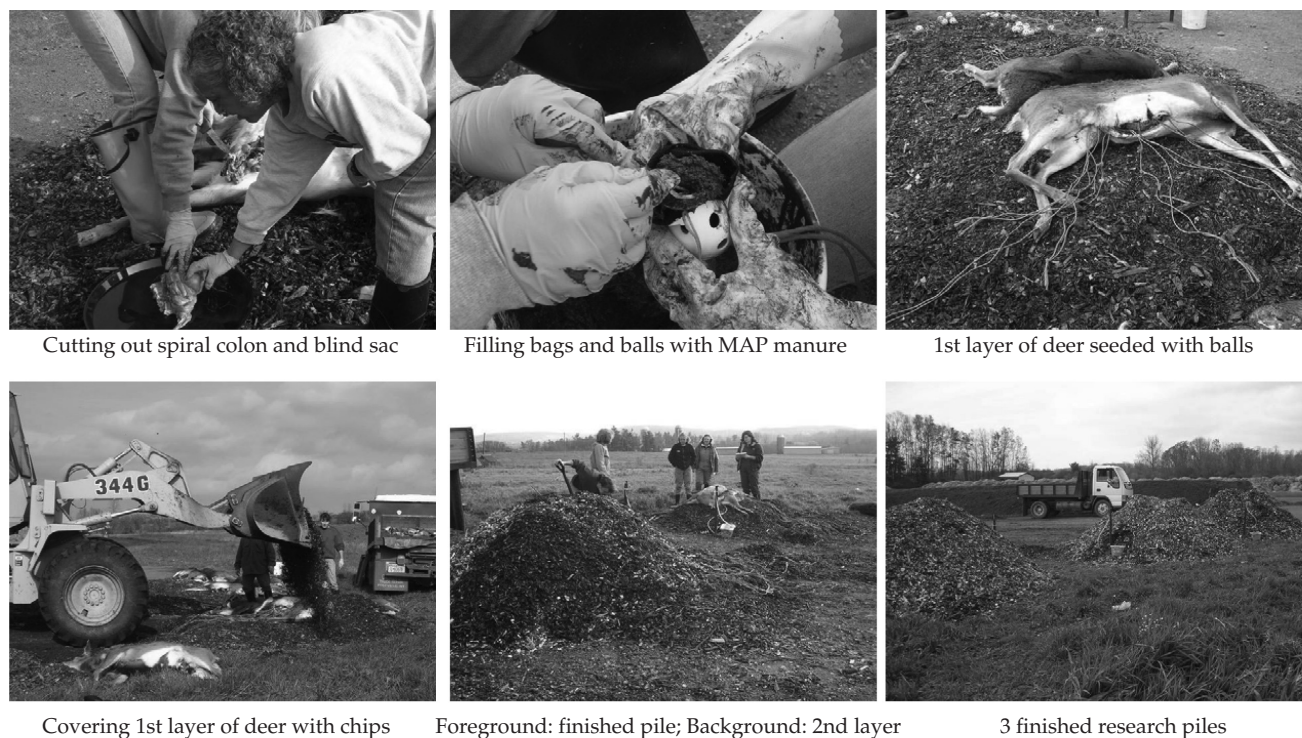 Cutting out spiral colon and blind sac
Filling bags and balls with MAP manure
1st layer of deer seeded with balls
344G
Covering 1st layer of deer with chips
Foreground: finished pile; Background: 2nd layer
3 finished research piles